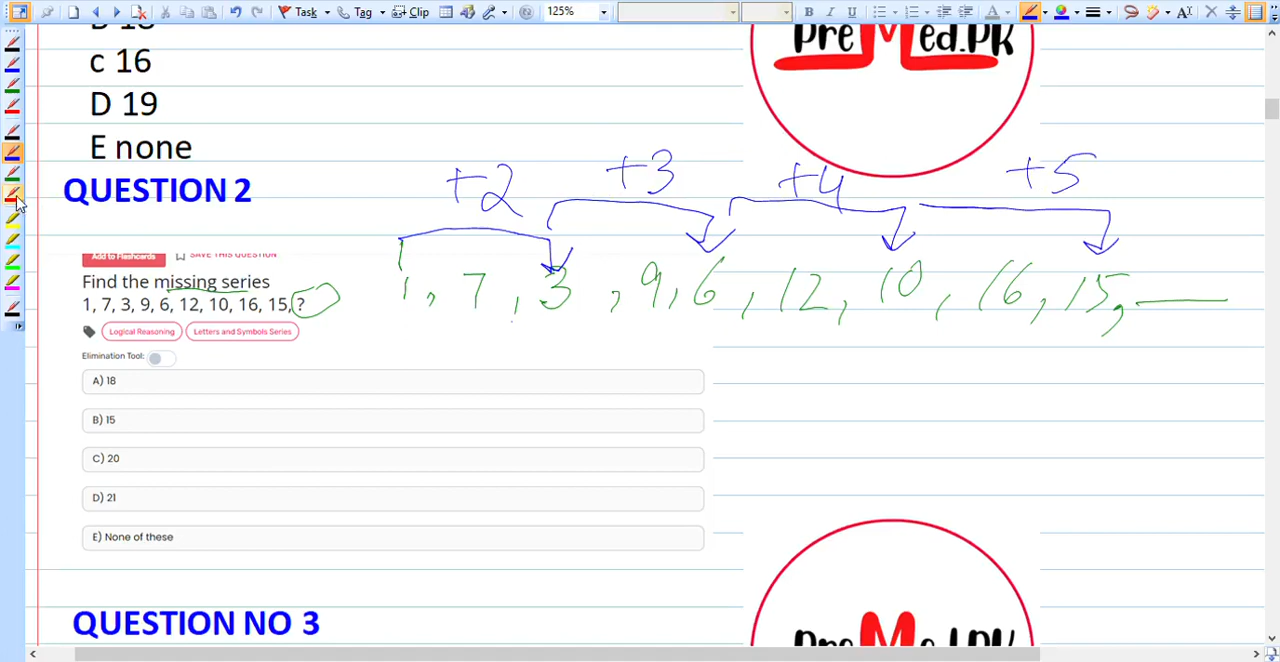 Task
Tag
Clip
125%
B I U
D 18
c 16
D 19
E none
PreMed.PK
QUESTION 2
+2 +3 +4 +5
Add to Flashcards SAVE THIS QUESTION
Find the missing series
1, 7, 3, 9, 6, 12, 10, 16, 15, ?
1, 7, 3, 9, 6, 12, 10, 16, 15,
Logical Reasoning Letters and Symbols Series
Elimination Tool:
A) 18
B) 15
C) 20
D) 21
E) None of these
QUESTION NO 3
PreMed.PK